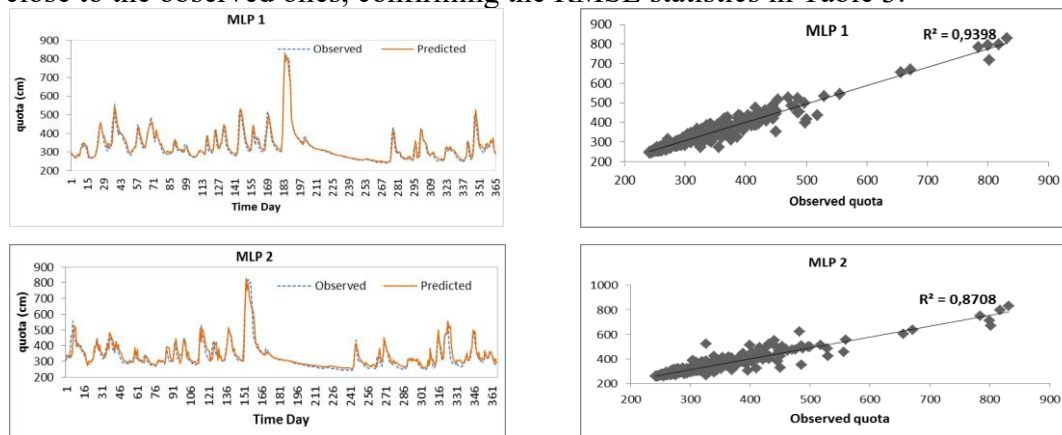 close to the observed ones, confirming the RMSE statistics in Table 3.
MLP 1
Observed Predicted
quota (cm)
900
800
700
600
500
400
300
200
1 15 29 43 57 71 85 99 113 127 141 155 169 183 197 211 225 239 253 267 281 295 309 323 337 351 365
Time Day
MLP 1
R² = 0,9398
900
800
700
600
500
400
300
200
200 300 400 500 600 700 800 900
Observed quota
MLP 2
Observed Predicted
quota (cm)
900
800
700
600
500
400
300
200
1 16 31 46 61 76 91 106 121 136 151 166 181 196 211 226 241 256 271 286 301 316 331 346 361
Time Day
MLP 2
R² = 0,8708
1000
800
600
400
200
200 300 400 500 600 700 800 900
Observed quota